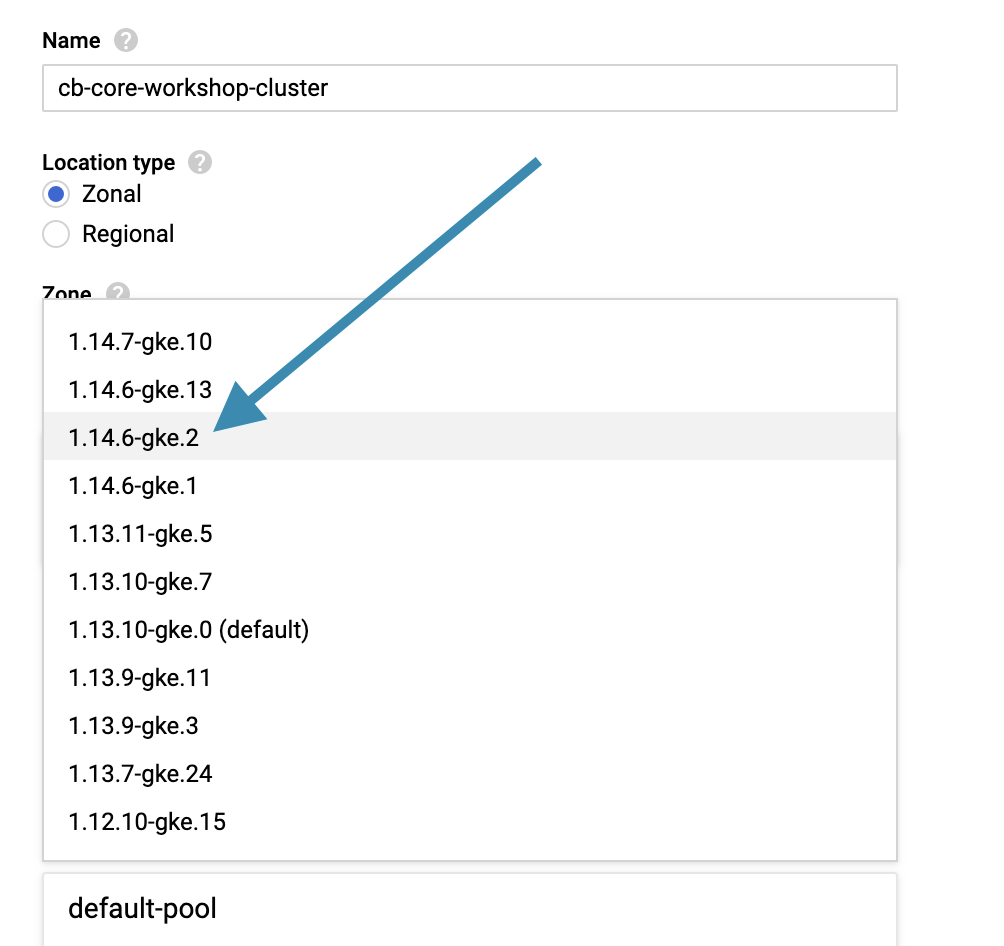 Name ?
cb-core-workshop-cluster
Location type ?
Zonal
Regional
Zone ?
1.14.7-gke.10
1.14.6-gke.13
1.14.6-gke.2
1.14.6-gke.1
1.13.11-gke.5
1.13.10-gke.7
1.13.10-gke.0 (default)
1.13.9-gke.11
1.13.9-gke.3
1.13.7-gke.24
1.12.10-gke.15
default-pool